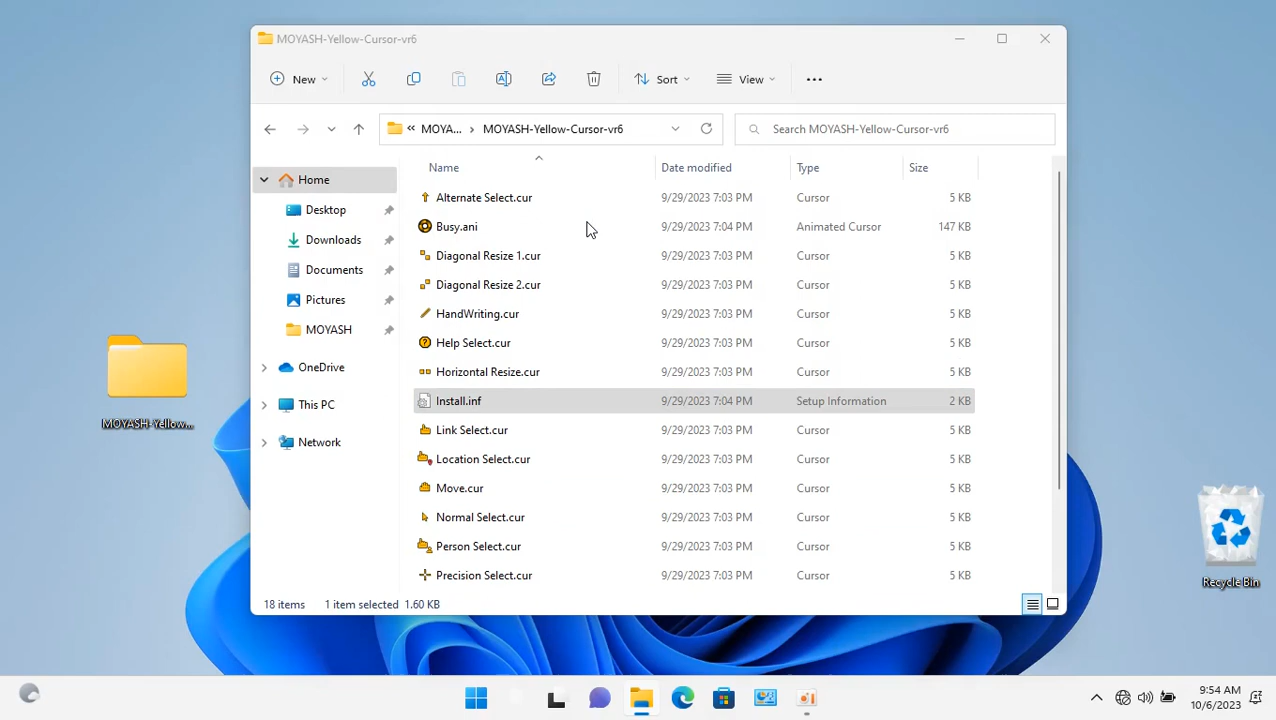 MOYASH-Yellow-Cursor-vr6
New
Sort
View
MOYA...
MOYASH-Yellow-Cursor-vr6
Search MOYASH-Yellow-Cursor-vr6
Name Date modified Type Size
Home
Desktop
Downloads
Documents
Pictures
MOYASH
OneDrive
This PC
Network
Alternate Select.cur 9/29/2023 7:03 PM Cursor 5 KB
Busy.ani 9/29/2023 7:04 PM Animated Cursor 147 KB
Diagonal Resize 1.cur 9/29/2023 7:03 PM Cursor 5 KB
Diagonal Resize 2.cur 9/29/2023 7:03 PM Cursor 5 KB
HandWriting.cur 9/29/2023 7:03 PM Cursor 5 KB
Help Select.cur 9/29/2023 7:03 PM Cursor 5 KB
Horizontal Resize.cur 9/29/2023 7:03 PM Cursor 5 KB
Install.inf 9/29/2023 7:04 PM Setup Information 2 KB
Link Select.cur 9/29/2023 7:03 PM Cursor 5 KB
Location Select.cur 9/29/2023 7:03 PM Cursor 5 KB
Move.cur 9/29/2023 7:03 PM Cursor 5 KB
Normal Select.cur 9/29/2023 7:03 PM Cursor 5 KB
Person Select.cur 9/29/2023 7:03 PM Cursor 5 KB
Precision Select.cur 9/29/2023 7:03 PM Cursor 5 KB
18 items 1 item selected 1.60 KB
MOYASH-Yellow...
Recycle Bin
9:54 AM
10/6/2023